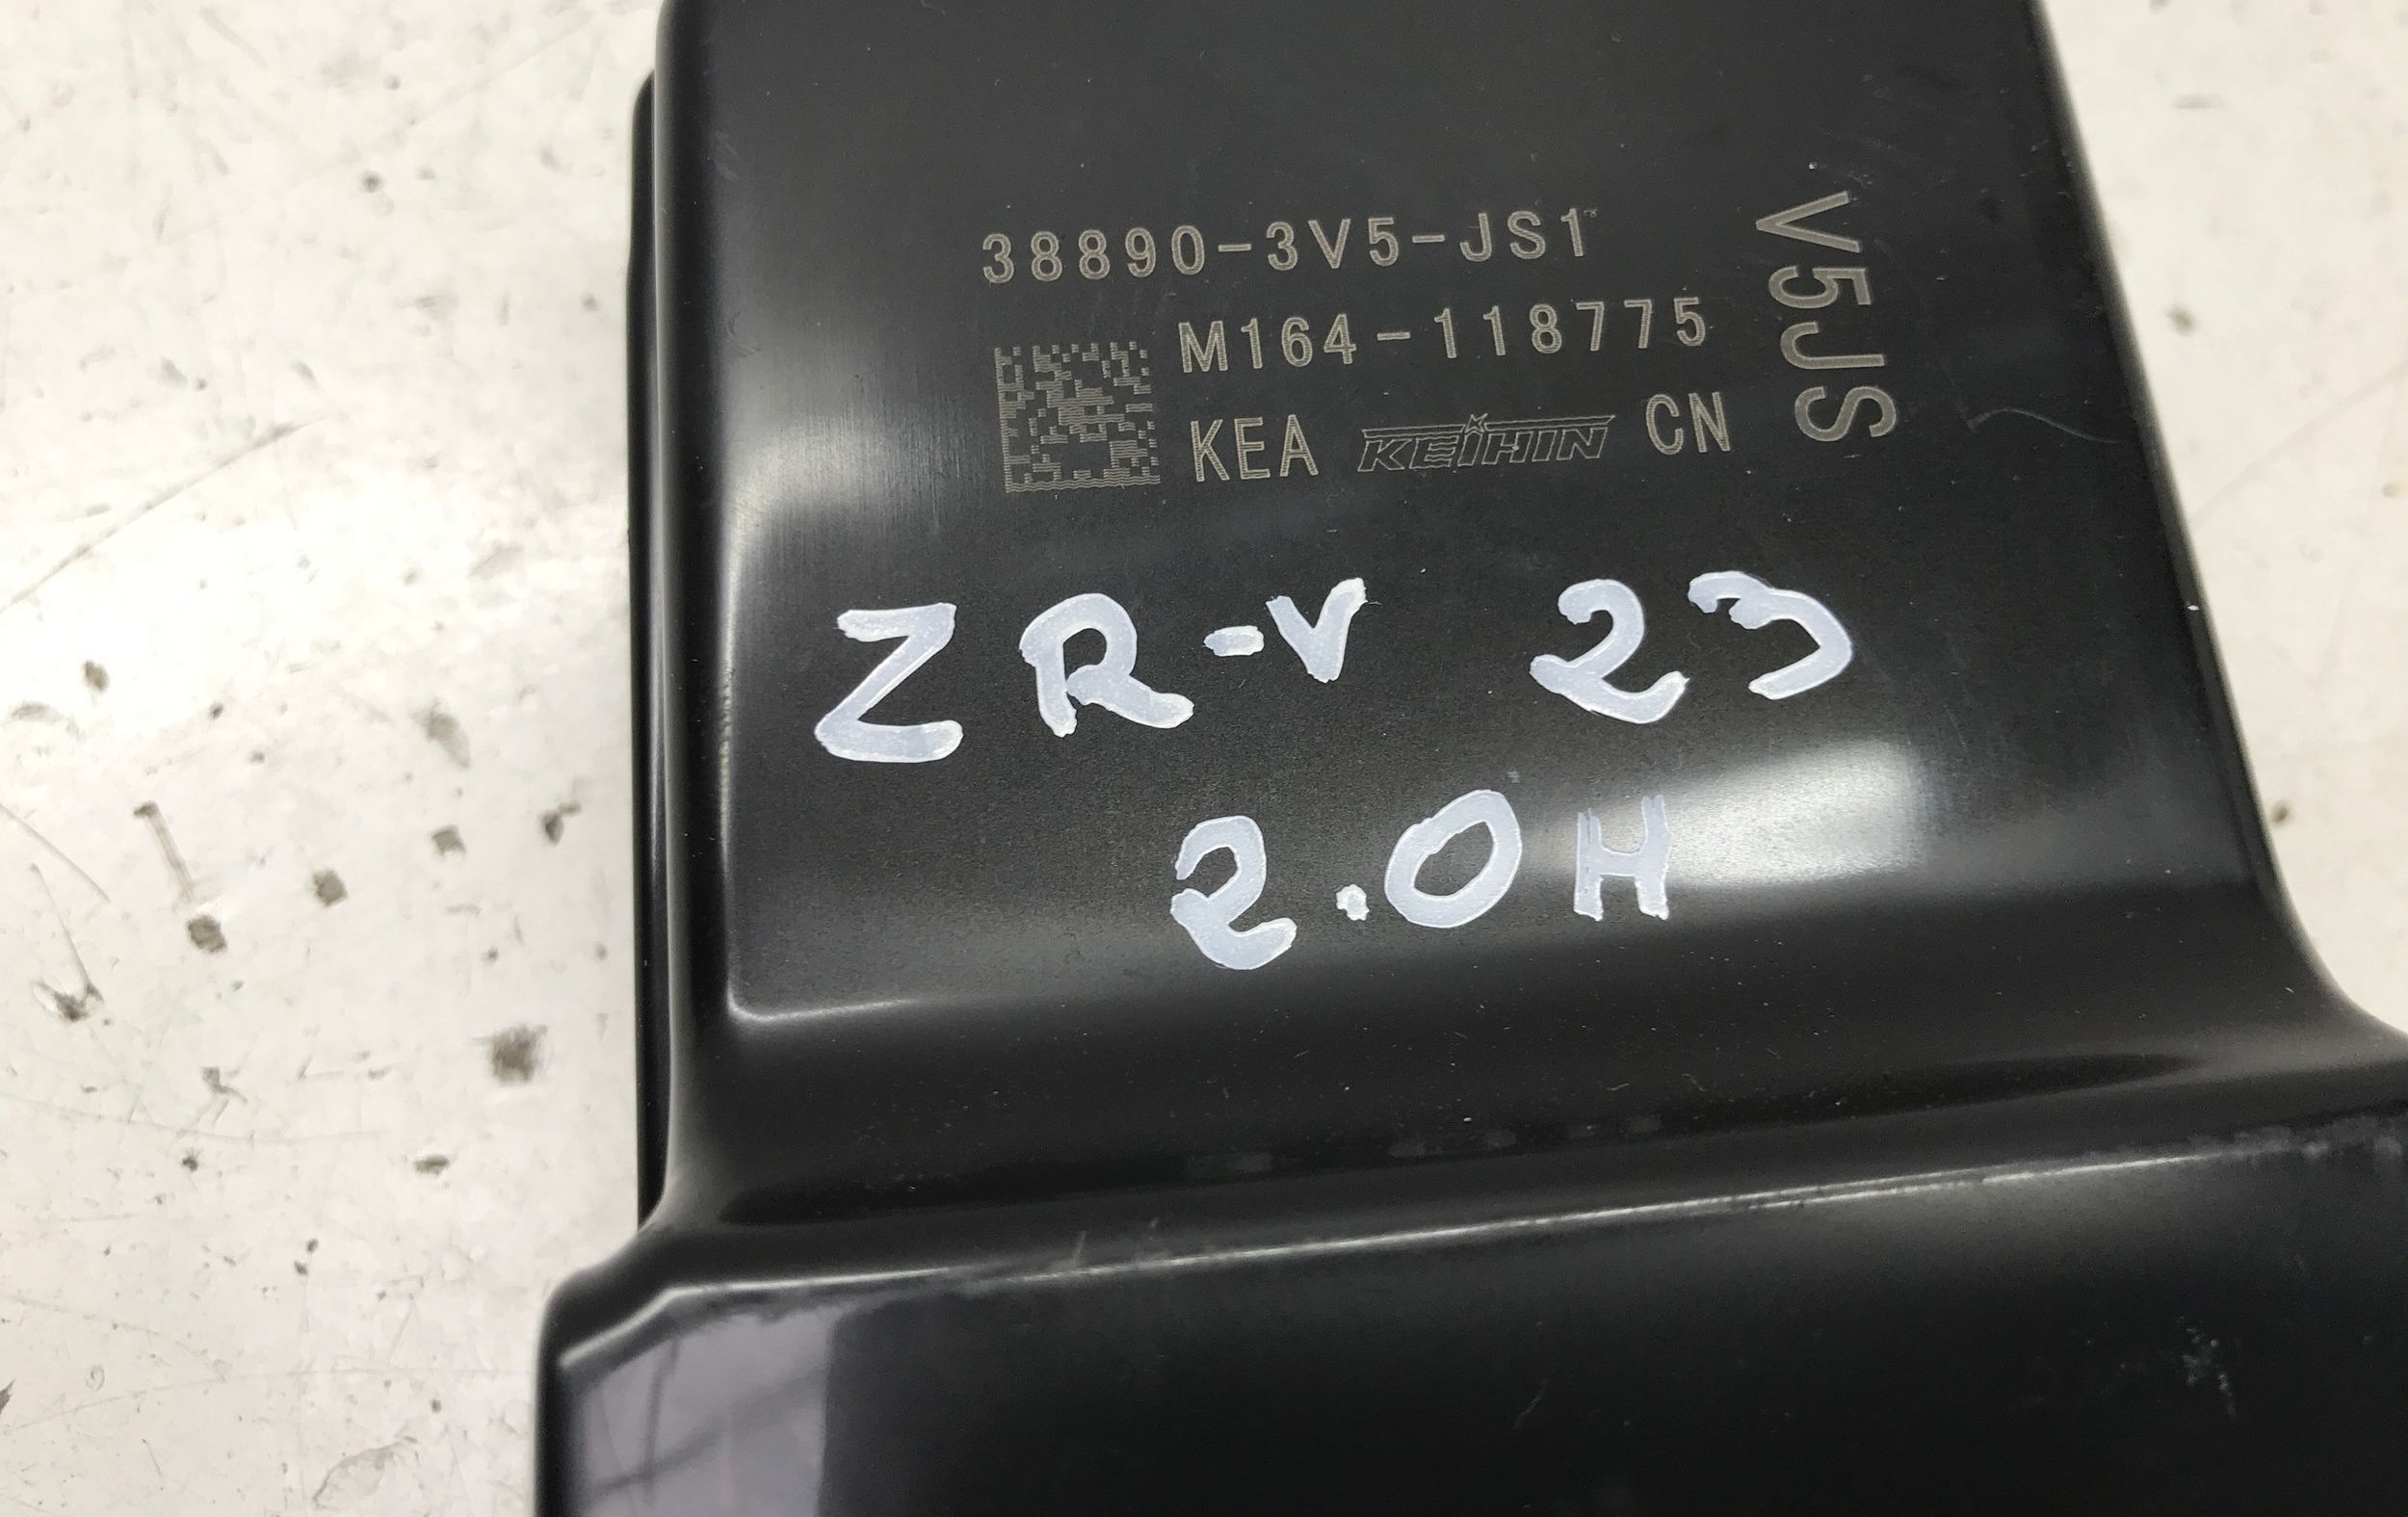 38890-3V5-JS1
M164-118775
KEA KEIHIN CN
V5JS
ZR-V 23
2.0H